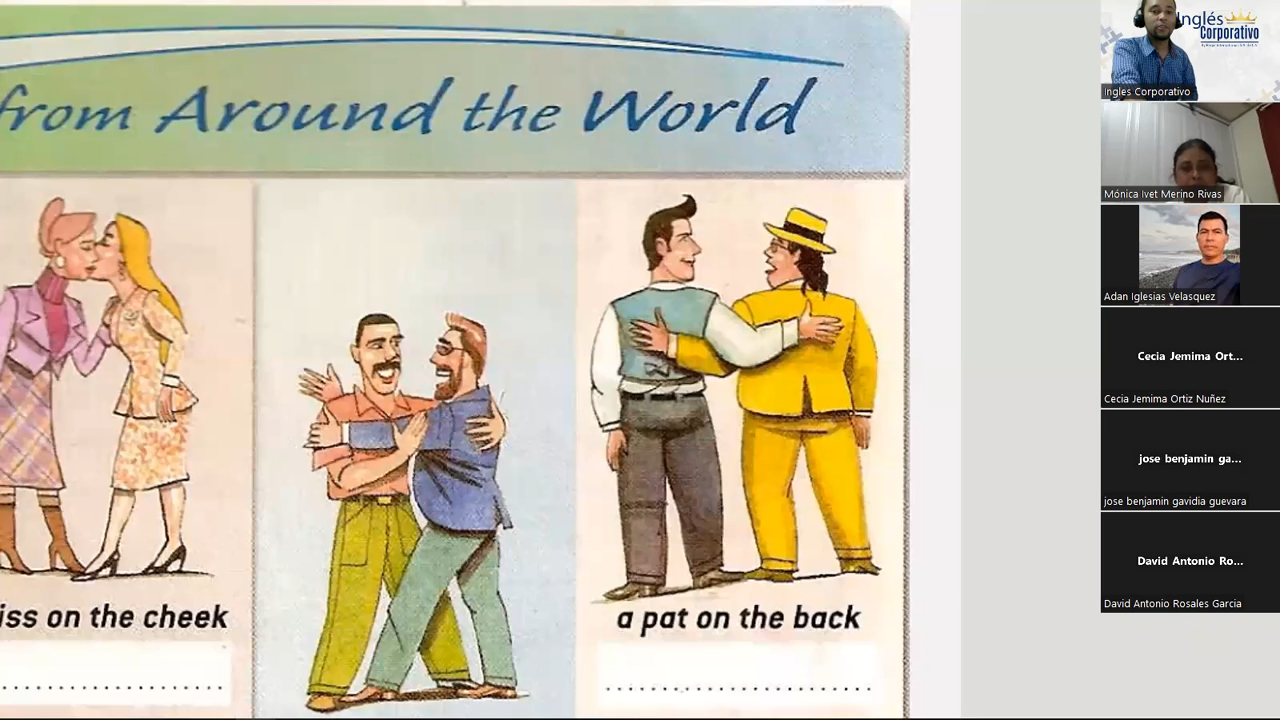 from Around the World
iss on the cheek
a pat on the back
Inglés
Corporativo
Ingles Corporativo
Mónica Ivet Merino Rivas
Adan Iglesias Velasquez
Cecia Jemima Ort...
Cecia Jemima Ortiz Nuñez
jose benjamin ga...
jose benjamin gavidia guevara
David Antonio Ro...
David Antonio Rosales Garcia